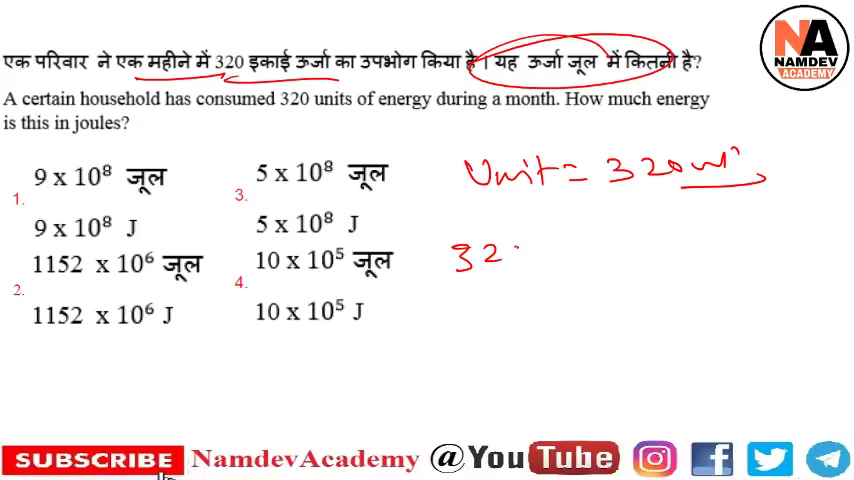 NA
NAMDEV
ACADEMY
एक परिवार ने एक महीने में 320 इकाई ऊर्जा का उपभोग किया है। यह ऊर्जा जूल में कितनी है?
A certain household has consumed 320 units of energy during a month. How much energy
is this in joules?
1. 9 x 10⁸ जूल
9 x 10⁸ J
2. 1152 x 10⁶ जूल
1152 x 10⁶ J
3. 5 x 10⁸ जूल
5 x 10⁸ J
4. 10 x 10⁵ जूल
10 x 10⁵ J
Unit = 320 uni
32
SUBSCRIBE NamdevAcademy @YouTube